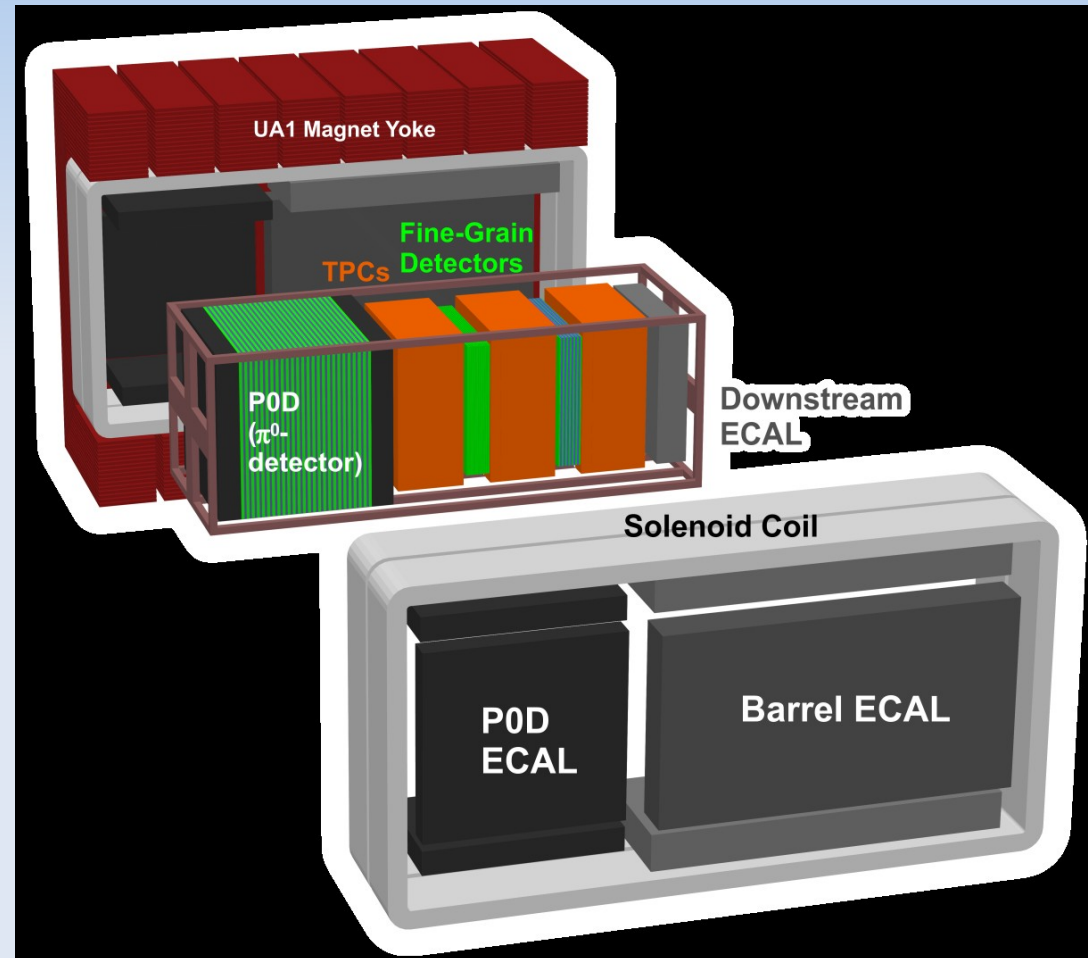 UA1 Magnet Yoke
Fine-Grain
Detectors
TPCs
P0D
(π⁰-
detector)
Downstream
ECAL
Solenoid Coil
P0D
ECAL
Barrel ECAL